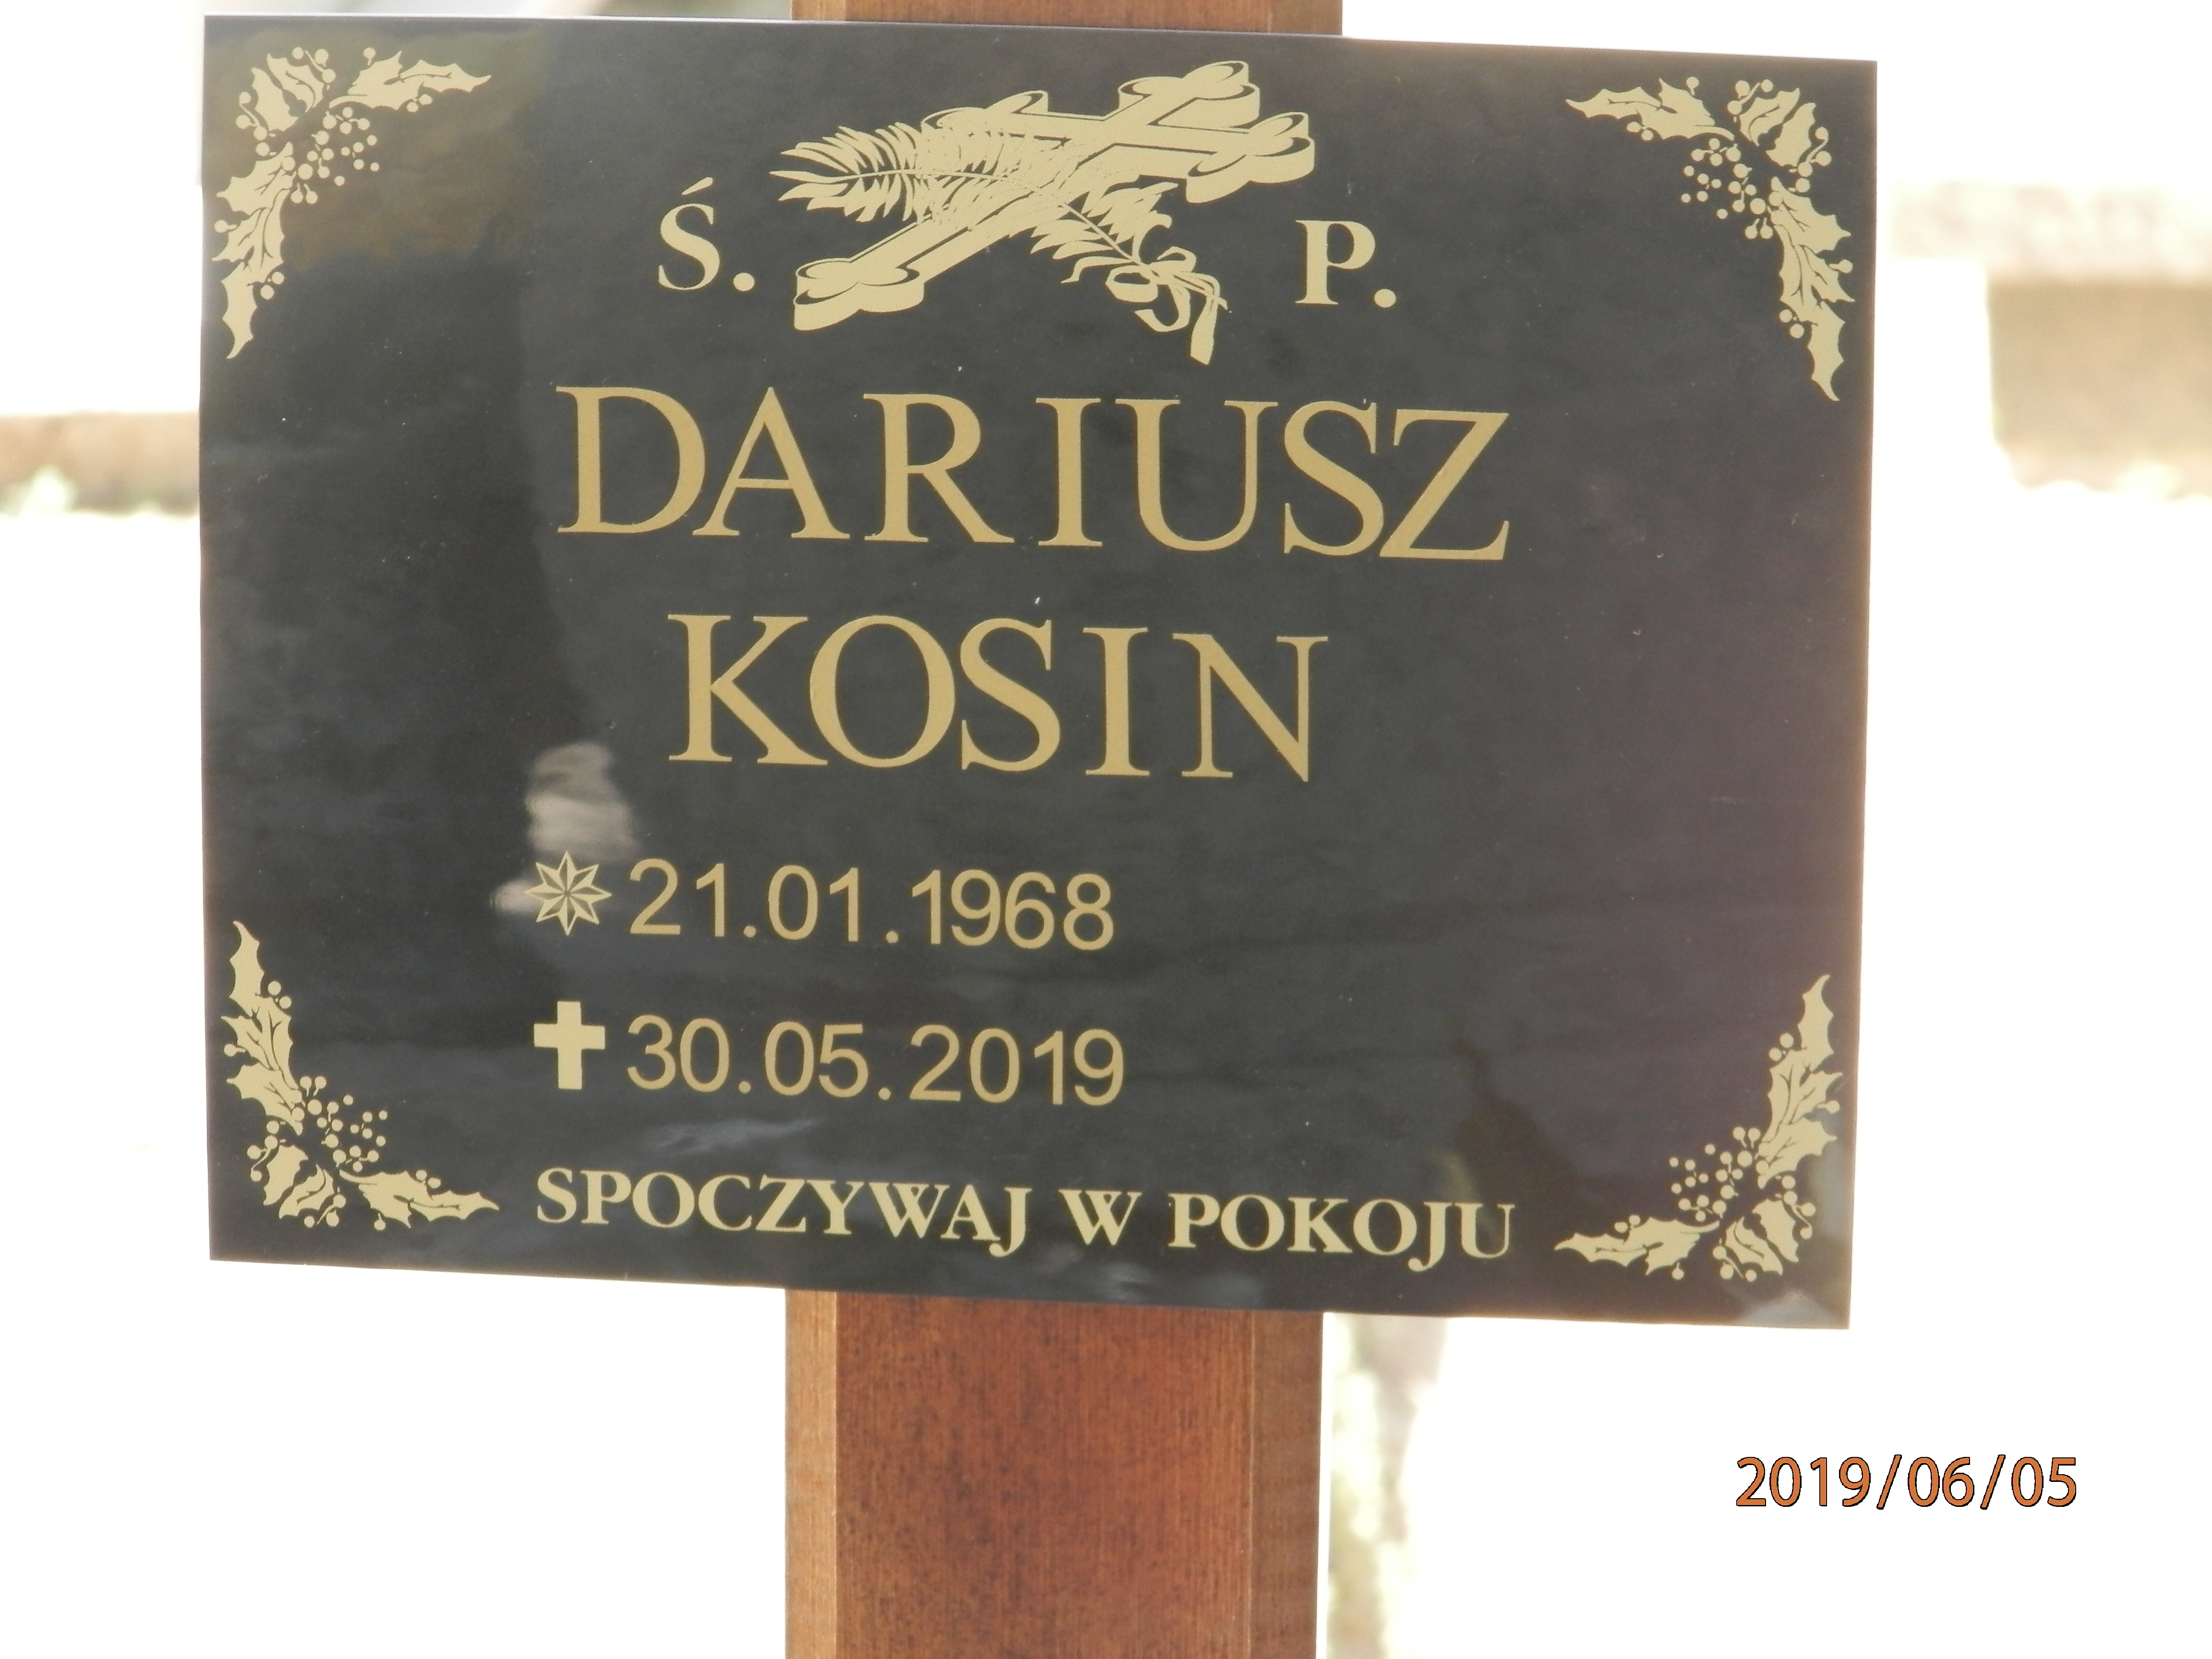 Ś. P.
DARIUSZ
KOSIN
21.01.1968
30.05.2019
SPOCZYWAJ W POKOJU
2019/06/05